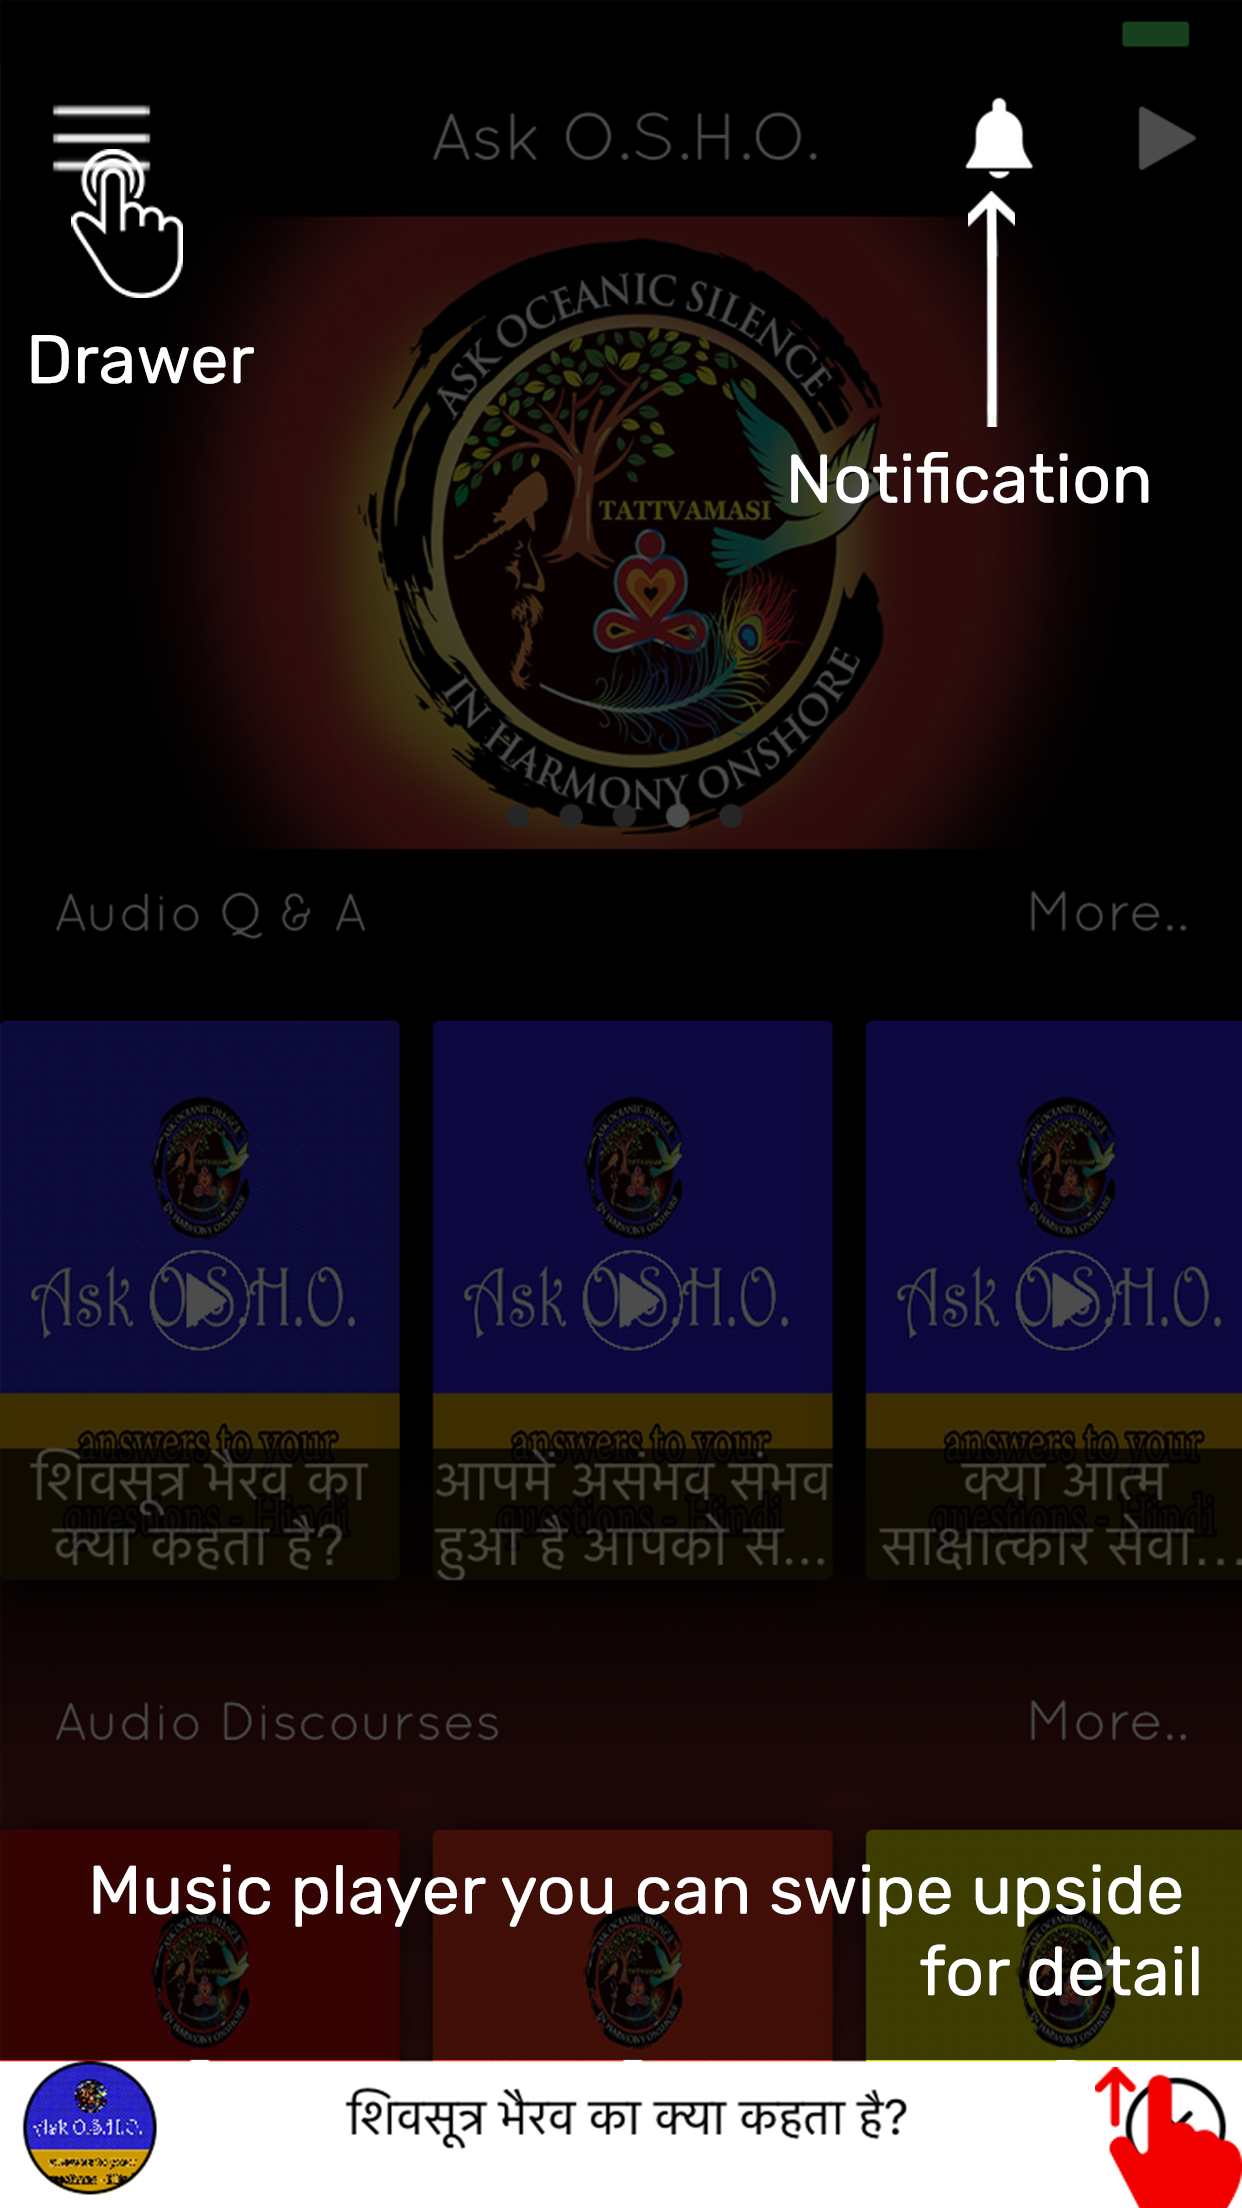 Ask O.S.H.O.
Drawer
Notification
ASK OCEANIC SILENCE
TATTVAMASI
IN HARMONY ONSHORE
Audio Q & A
More..
Ask O.S.H.O.
answers to your
questions - Hindi
शिवसूत्र भैरव का
क्या कहता है?
Ask O.S.H.O.
answers to your
questions - Hindi
आपमें असंभव संभव
हुआ है आपको स...
Ask O.S.H.O.
answers to your
questions - Hindi
क्या आत्म
साक्षात्कार सेवा...
Audio Discourses
More..
Music player you can swipe upside
for detail
Ask O.S.H.O.
शिवसूत्र भैरव का क्या कहता है?